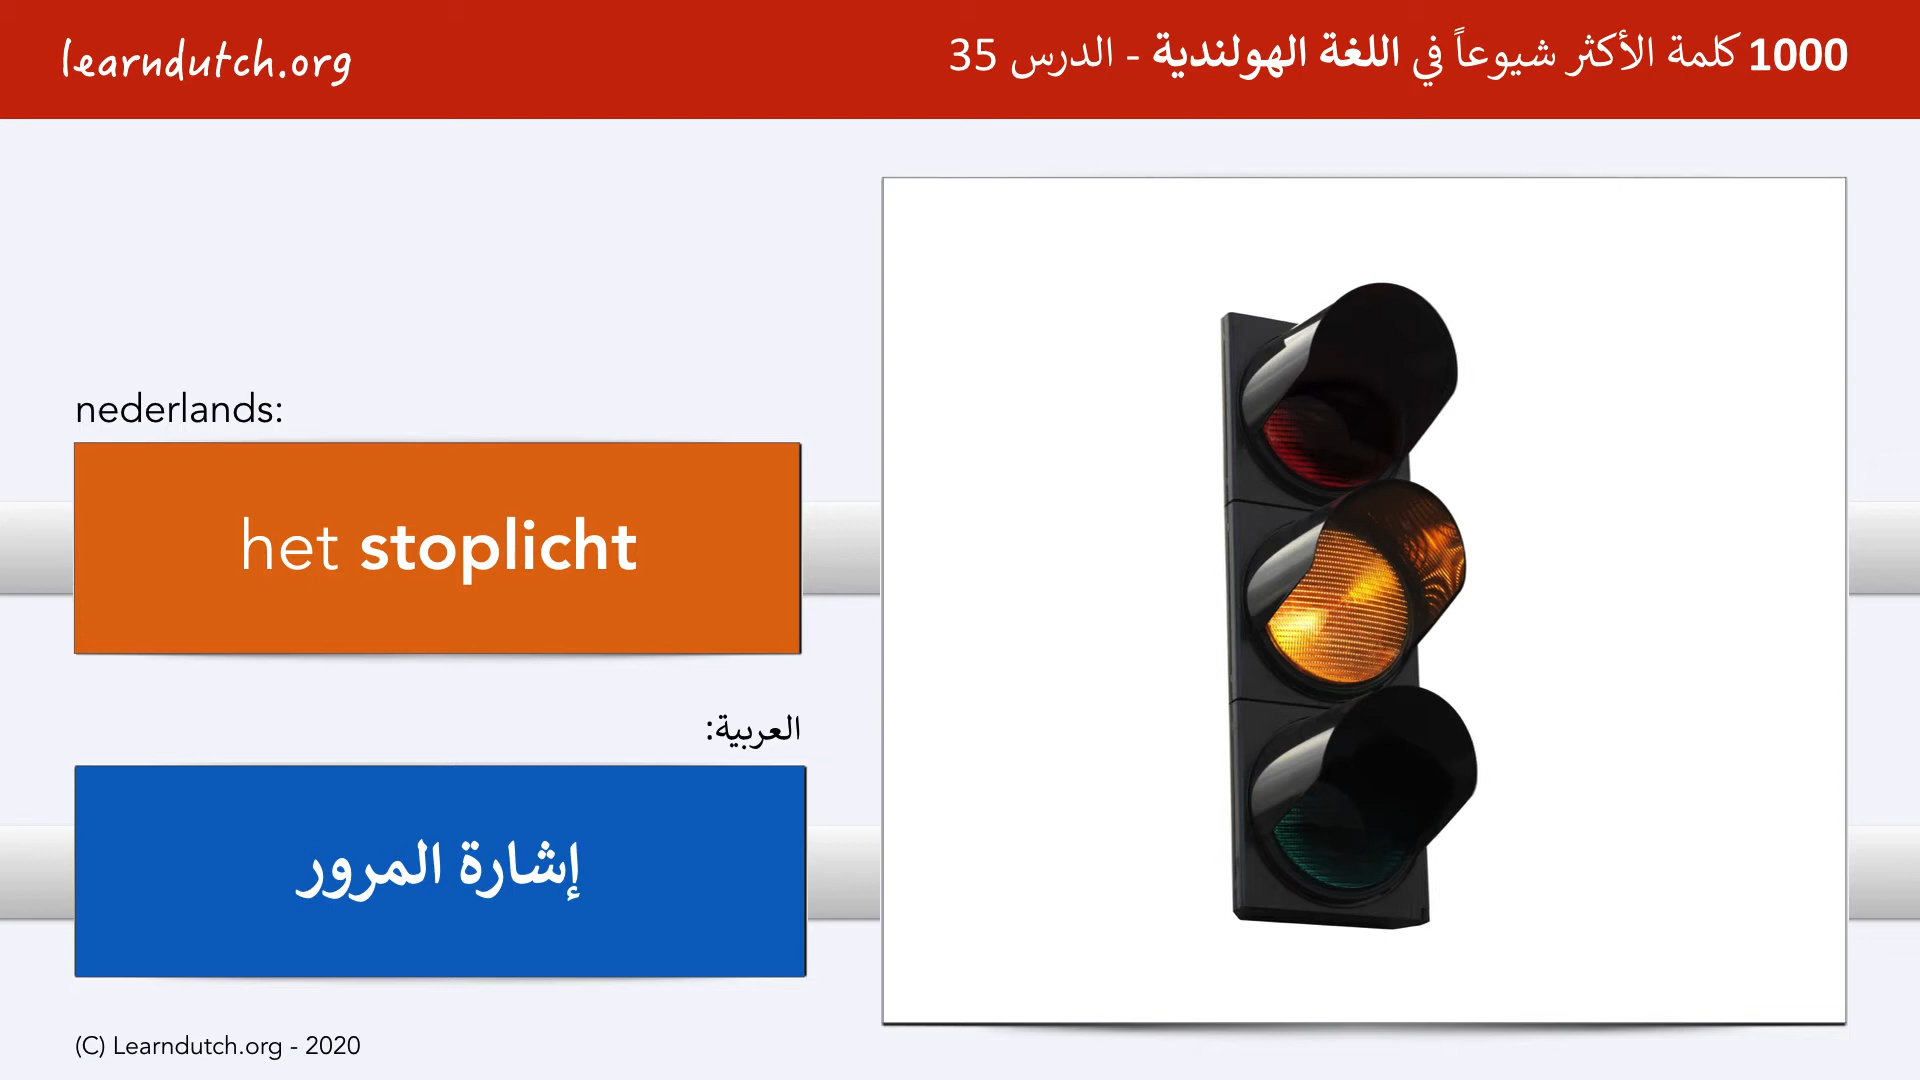 learndutch.org
1000 كلمة الأكثر شيوعاً في اللغة الهولندية - الدرس 35
nederlands:
het stoplicht
العربية:
إشارة المرور
(C) Learndutch.org - 2020